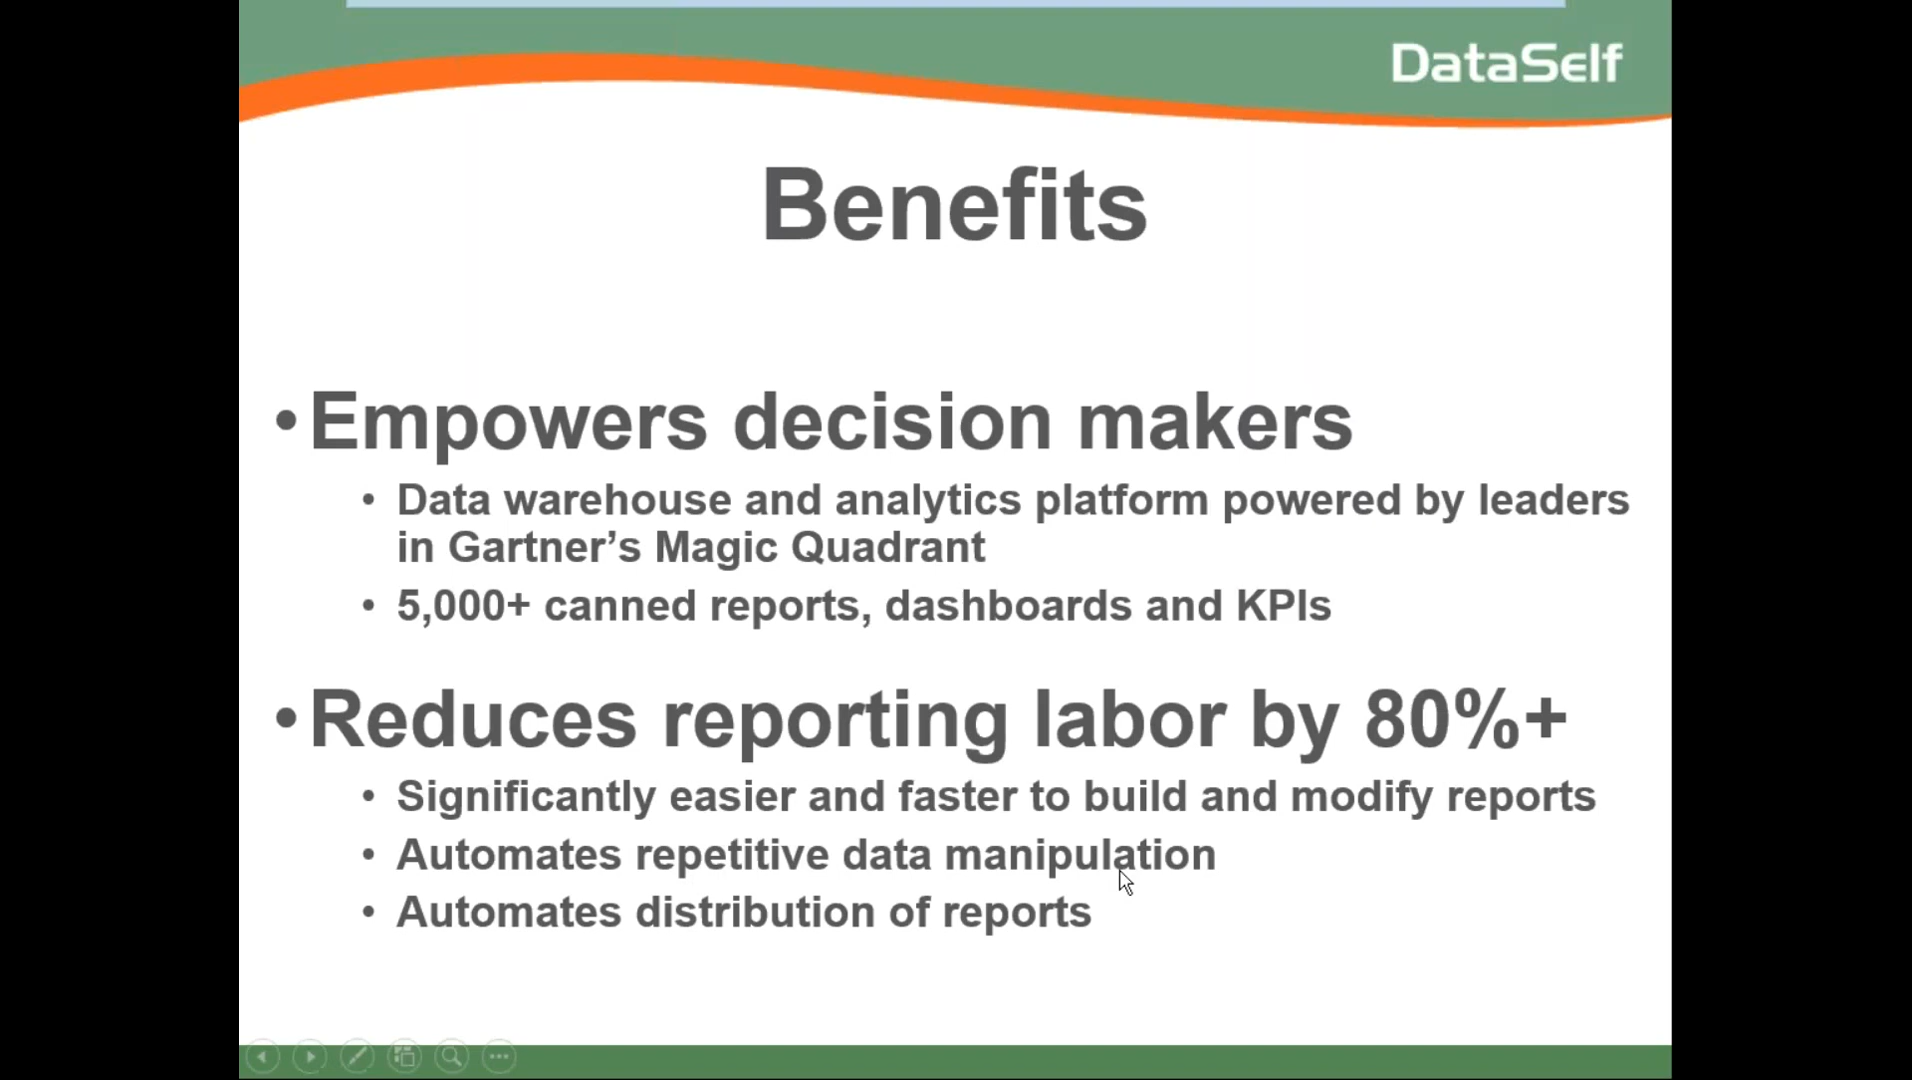 DataSelf
Benefits
• Empowers decision makers
• Data warehouse and analytics platform powered by leaders
in Gartner’s Magic Quadrant
• 5,000+ canned reports, dashboards and KPIs
• Reduces reporting labor by 80%+
• Significantly easier and faster to build and modify reports
• Automates repetitive data manipulation
• Automates distribution of reports